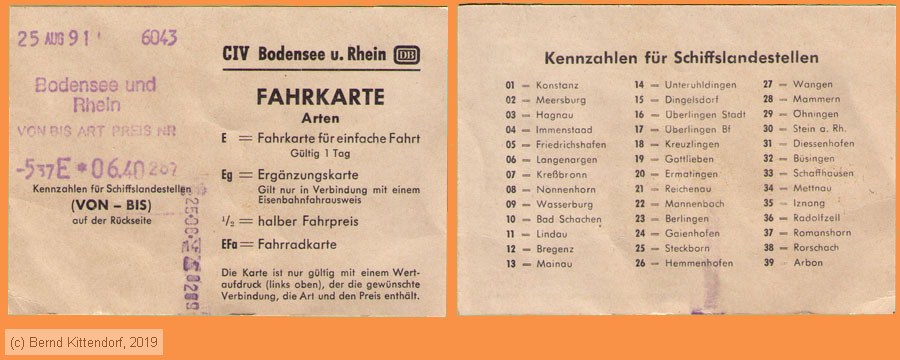 25 AUG 91 6043
Bodensee und
Rhein
VON BIS ART PREIS NR
-537E*06.40
Kennzahlen für Schiffslandestellen
(VON – BIS)
auf der Rückseite
CIV Bodensee u. Rhein DB
FAHRKARTE
Arten
E = Fahrkarte für einfache Fahrt
Gültig 1 Tag
Eg = Ergänzungskarte
Gilt nur in Verbindung mit einem
Eisenbahnfahrausweis
1/2 = halber Fahrpreis
EFa = Fahrradkarte
Die Karte ist nur gültig mit einem Wert-
aufdruck (links oben), der die gewünschte
Verbindung, die Art und den Preis enthält.
Kennzahlen für Schiffslandestellen
01 — Konstanz
02 — Meersburg
03 — Hagnau
04 — Immenstaad
05 — Friedrichshafen
06 — Langenargen
07 — Kreßbronn
08 — Nonnenhorn
09 — Wasserburg
10 — Bad Schachen
11 — Lindau
12 — Bregenz
13 — Mainau
14 — Unteruhldingen
15 — Dingelsdorf
16 — Überlingen Stadt
17 — Überlingen Bf
18 — Kreuzlingen
19 — Gottlieben
20 — Ermatingen
21 — Reichenau
22 — Mannenbach
23 — Berlingen
24 — Gaienhofen
25 — Steckborn
26 — Hemmenhofen
27 — Wangen
28 — Mammern
29 — Öhningen
30 — Stein a. Rh.
31 — Diessenhofen
32 — Büsingen
33 — Schaffhausen
34 — Mettnau
35 — Iznang
36 — Radolfzell
37 — Romanshorn
38 — Rorschach
39 — Arbon
(c) Bernd Kittendorf, 2019